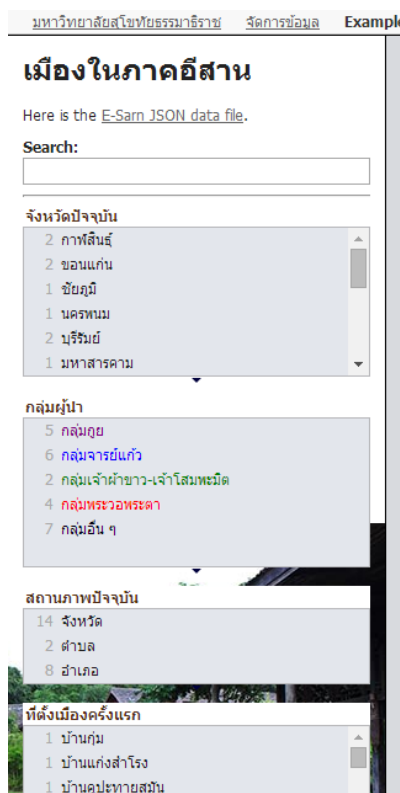 มหาวิทยาลัยสุโขทัยธรรมาธิราช จัดการข้อมูล Example
เมืองในภาคอีสาน
Here is the E-Sarn JSON data file.
Search:
จังหวัดปัจจุบัน
2 กาฬสินธุ์
2 ขอนแก่น
1 ชัยภูมิ
1 นครพนม
2 บุรีรัมย์
1 มหาสารคาม
กลุ่มผู้นำ
5 กลุ่มกูย
6 กลุ่มจารย์แก้ว
2 กลุ่มเจ้าผ้าขาว-เจ้าโสมพะมิต
4 กลุ่มพระวอพระตา
7 กลุ่มอื่น ๆ
สถานภาพปัจจุบัน
14 จังหวัด
2 ตำบล
8 อำเภอ
ที่ตั้งเมืองครั้งแรก
1 บ้านกุ่ม
1 บ้านแก่งสำโรง
1 บ้านคูปะทายสมัน